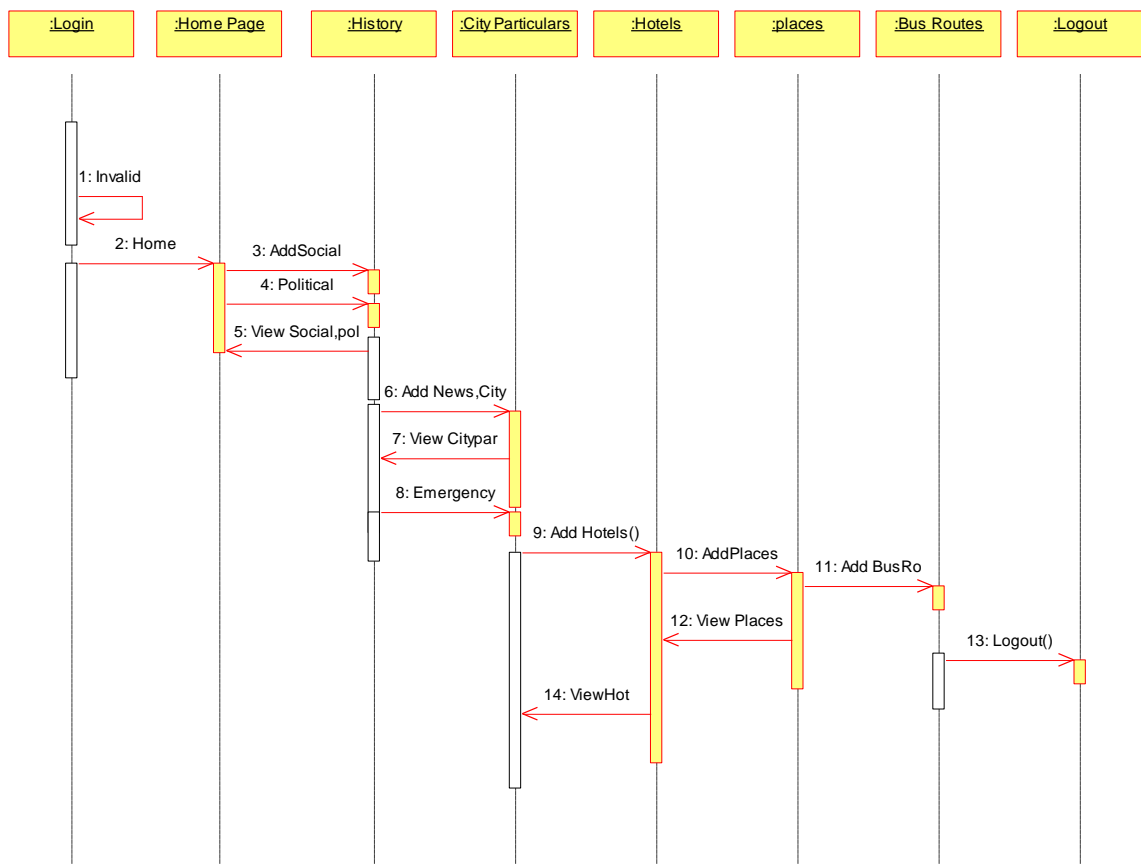 :Login
:Home Page
:History
:City Particulars
:Hotels
:places
:Bus Routes
:Logout
1: Invalid
2: Home
3: AddSocial
4: Political
5: View Social,pol
6: Add News,City
7: View Citypar
8: Emergency
9: Add Hotels()
10: AddPlaces
11: Add BusRo
12: View Places
13: Logout()
14: ViewHot